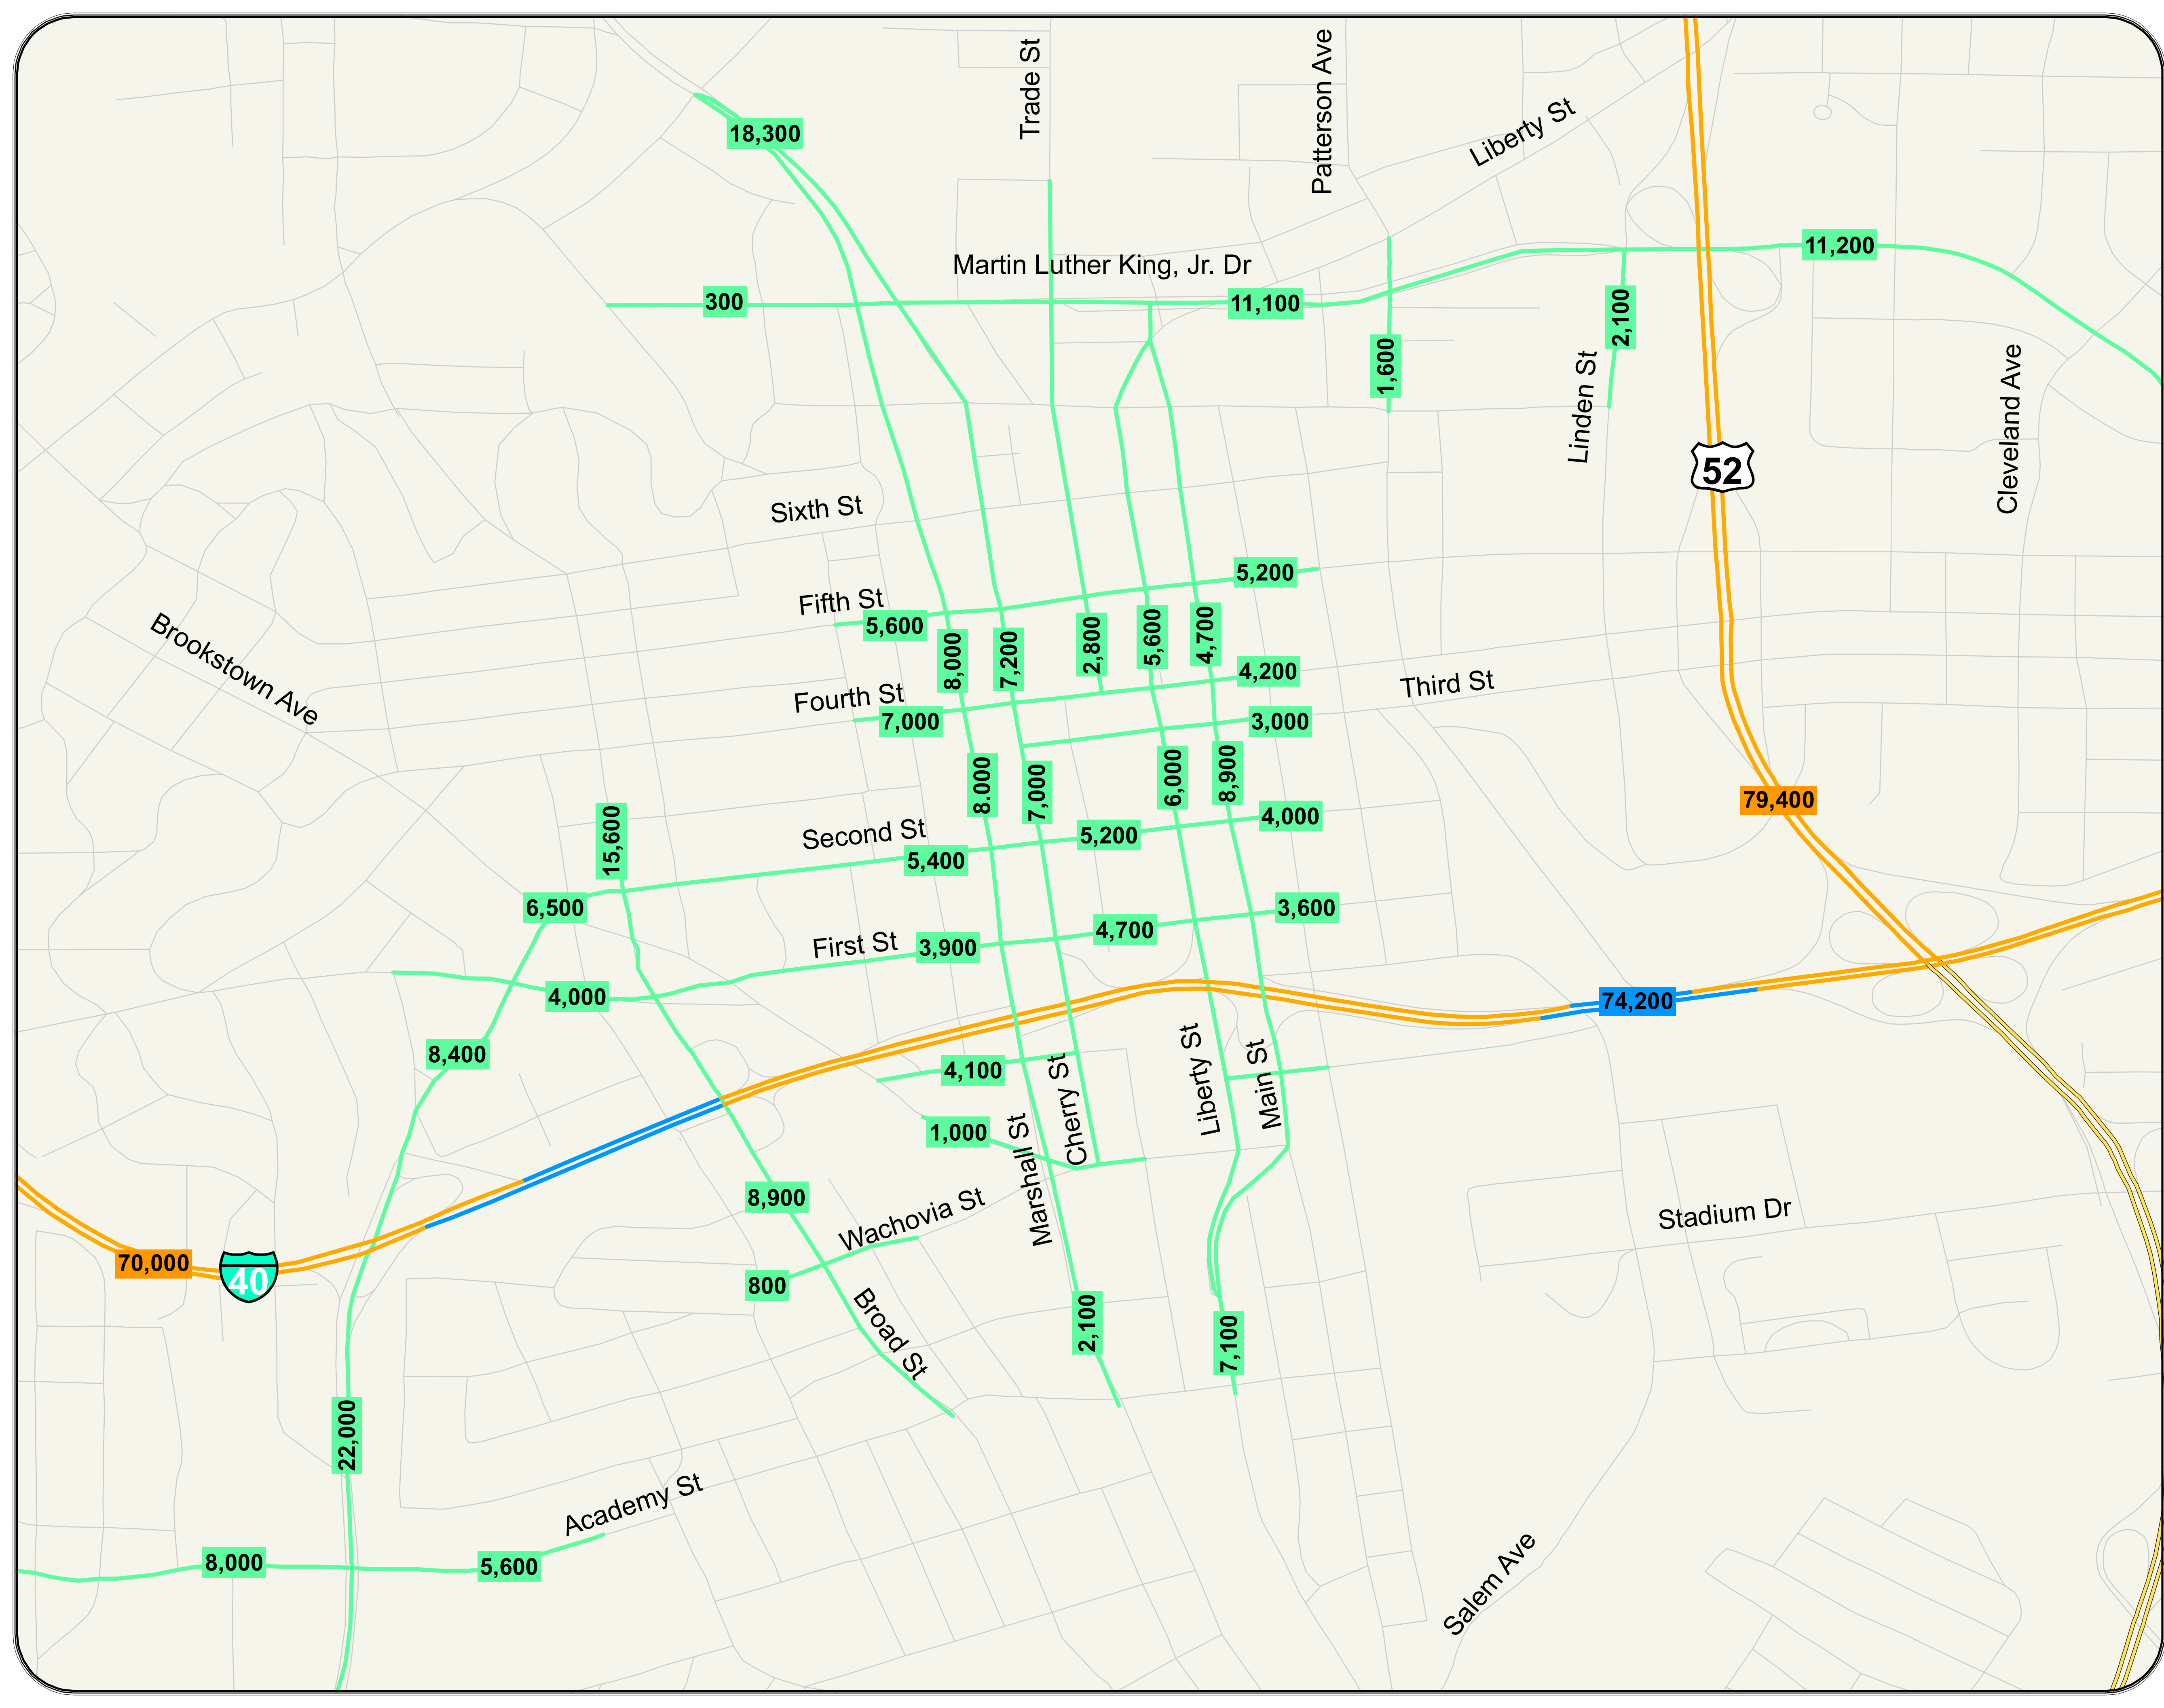 Trade St
Patterson Ave
Liberty St
18,300
Martin Luther King, Jr. Dr
11,200
300
11,100
2,100
1,600
Linden St
Cleveland Ave
52
Sixth St
5,200
Fifth St
5,600
8,000
7,200
2,800
5,600
4,700
4,200
Brookstown Ave
Fourth St
7,000
Third St
3,000
8.000
7,000
6,000
8,900
79,400
15,600
Second St
5,400
5,200
4,000
6,500
First St
3,900
4,700
3,600
4,000
74,200
8,400
4,100
Cherry St
Liberty St
Main St
1,000
Marshall St
8,900
Wachovia St
Stadium Dr
70,000
40
800
Broad St
2,100
7,100
22,000
Academy St
8,000
5,600
Salem Ave